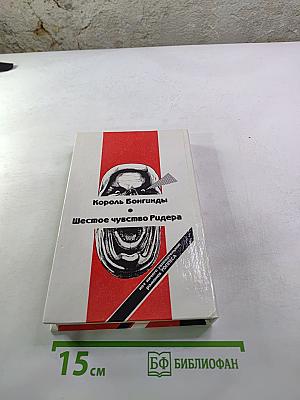 Король Бонгинды
Шестое чувство Ридера
15 см
БФ БИБЛИОФАН